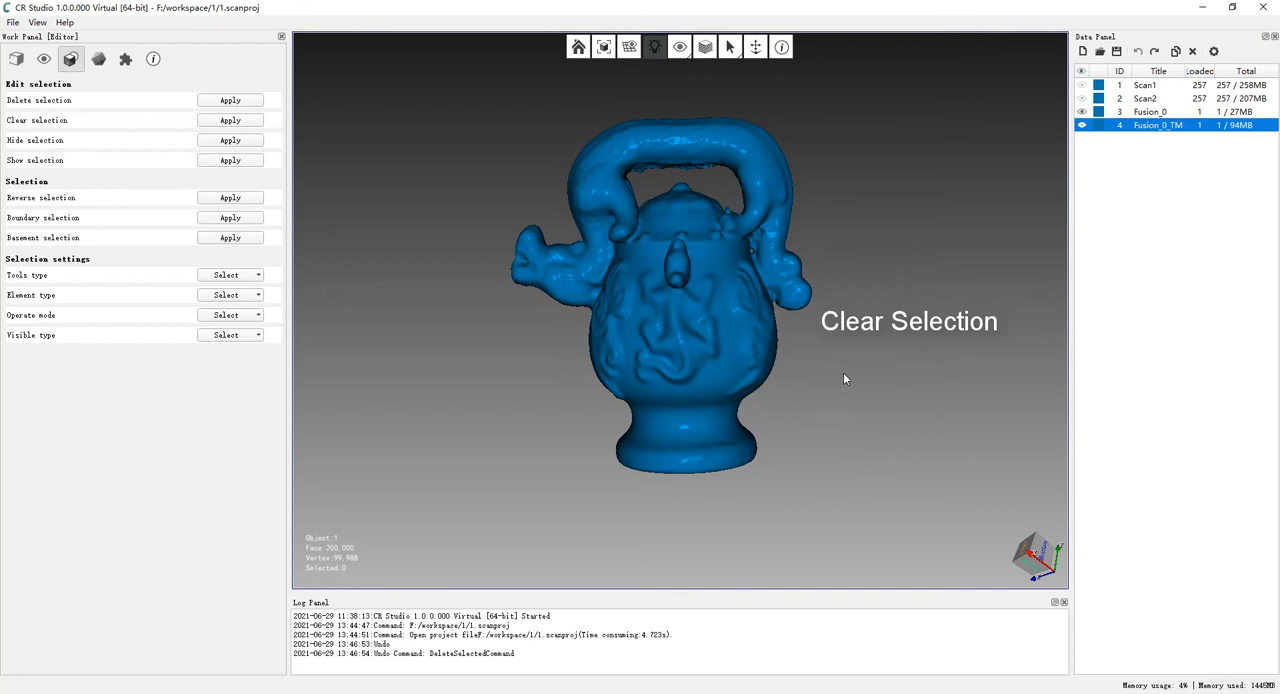 CR Studio 1.0.0.000 Virtual [64-bit] - F:/workspace/1/1.scanproj
File View Help
Work Panel [Editor]
Edit selection
Delete selection Apply
Clear selection Apply
Hide selection Apply
Show selection Apply
Selection
Reverse selection Apply
Boundary selection Apply
Basement selection Apply
Selection settings
Tools type Select
Element type Select
Operate mode Select
Visible type Select
Clear Selection
Object:1
Face:200,000
Vertex:99,988
Selected:0
Log Panel
2021-06-29 11:38:13:CR Studio 1.0.0.000 Virtual [64-bit] Started
2021-06-29 13:44:47:Command: F:/workspace/1/1.scanproj
2021-06-29 13:44:51:Command: Open project fileF:/workspace/1/1.scanproj(Time consuming:4.723s).
2021-06-29 13:46:53:Undo
2021-06-29 13:46:54:Undo Command: DeleteSelectedCommand
Data Panel
ID Title Loaded Total
1 Scan1 257 257 / 258MB
2 Scan2 257 257 / 207MB
3 Fusion_0 1 1 / 27MB
4 Fusion_0_TM 1 1 / 94MB
Memory usage: 4% | Memory used: 1445MB